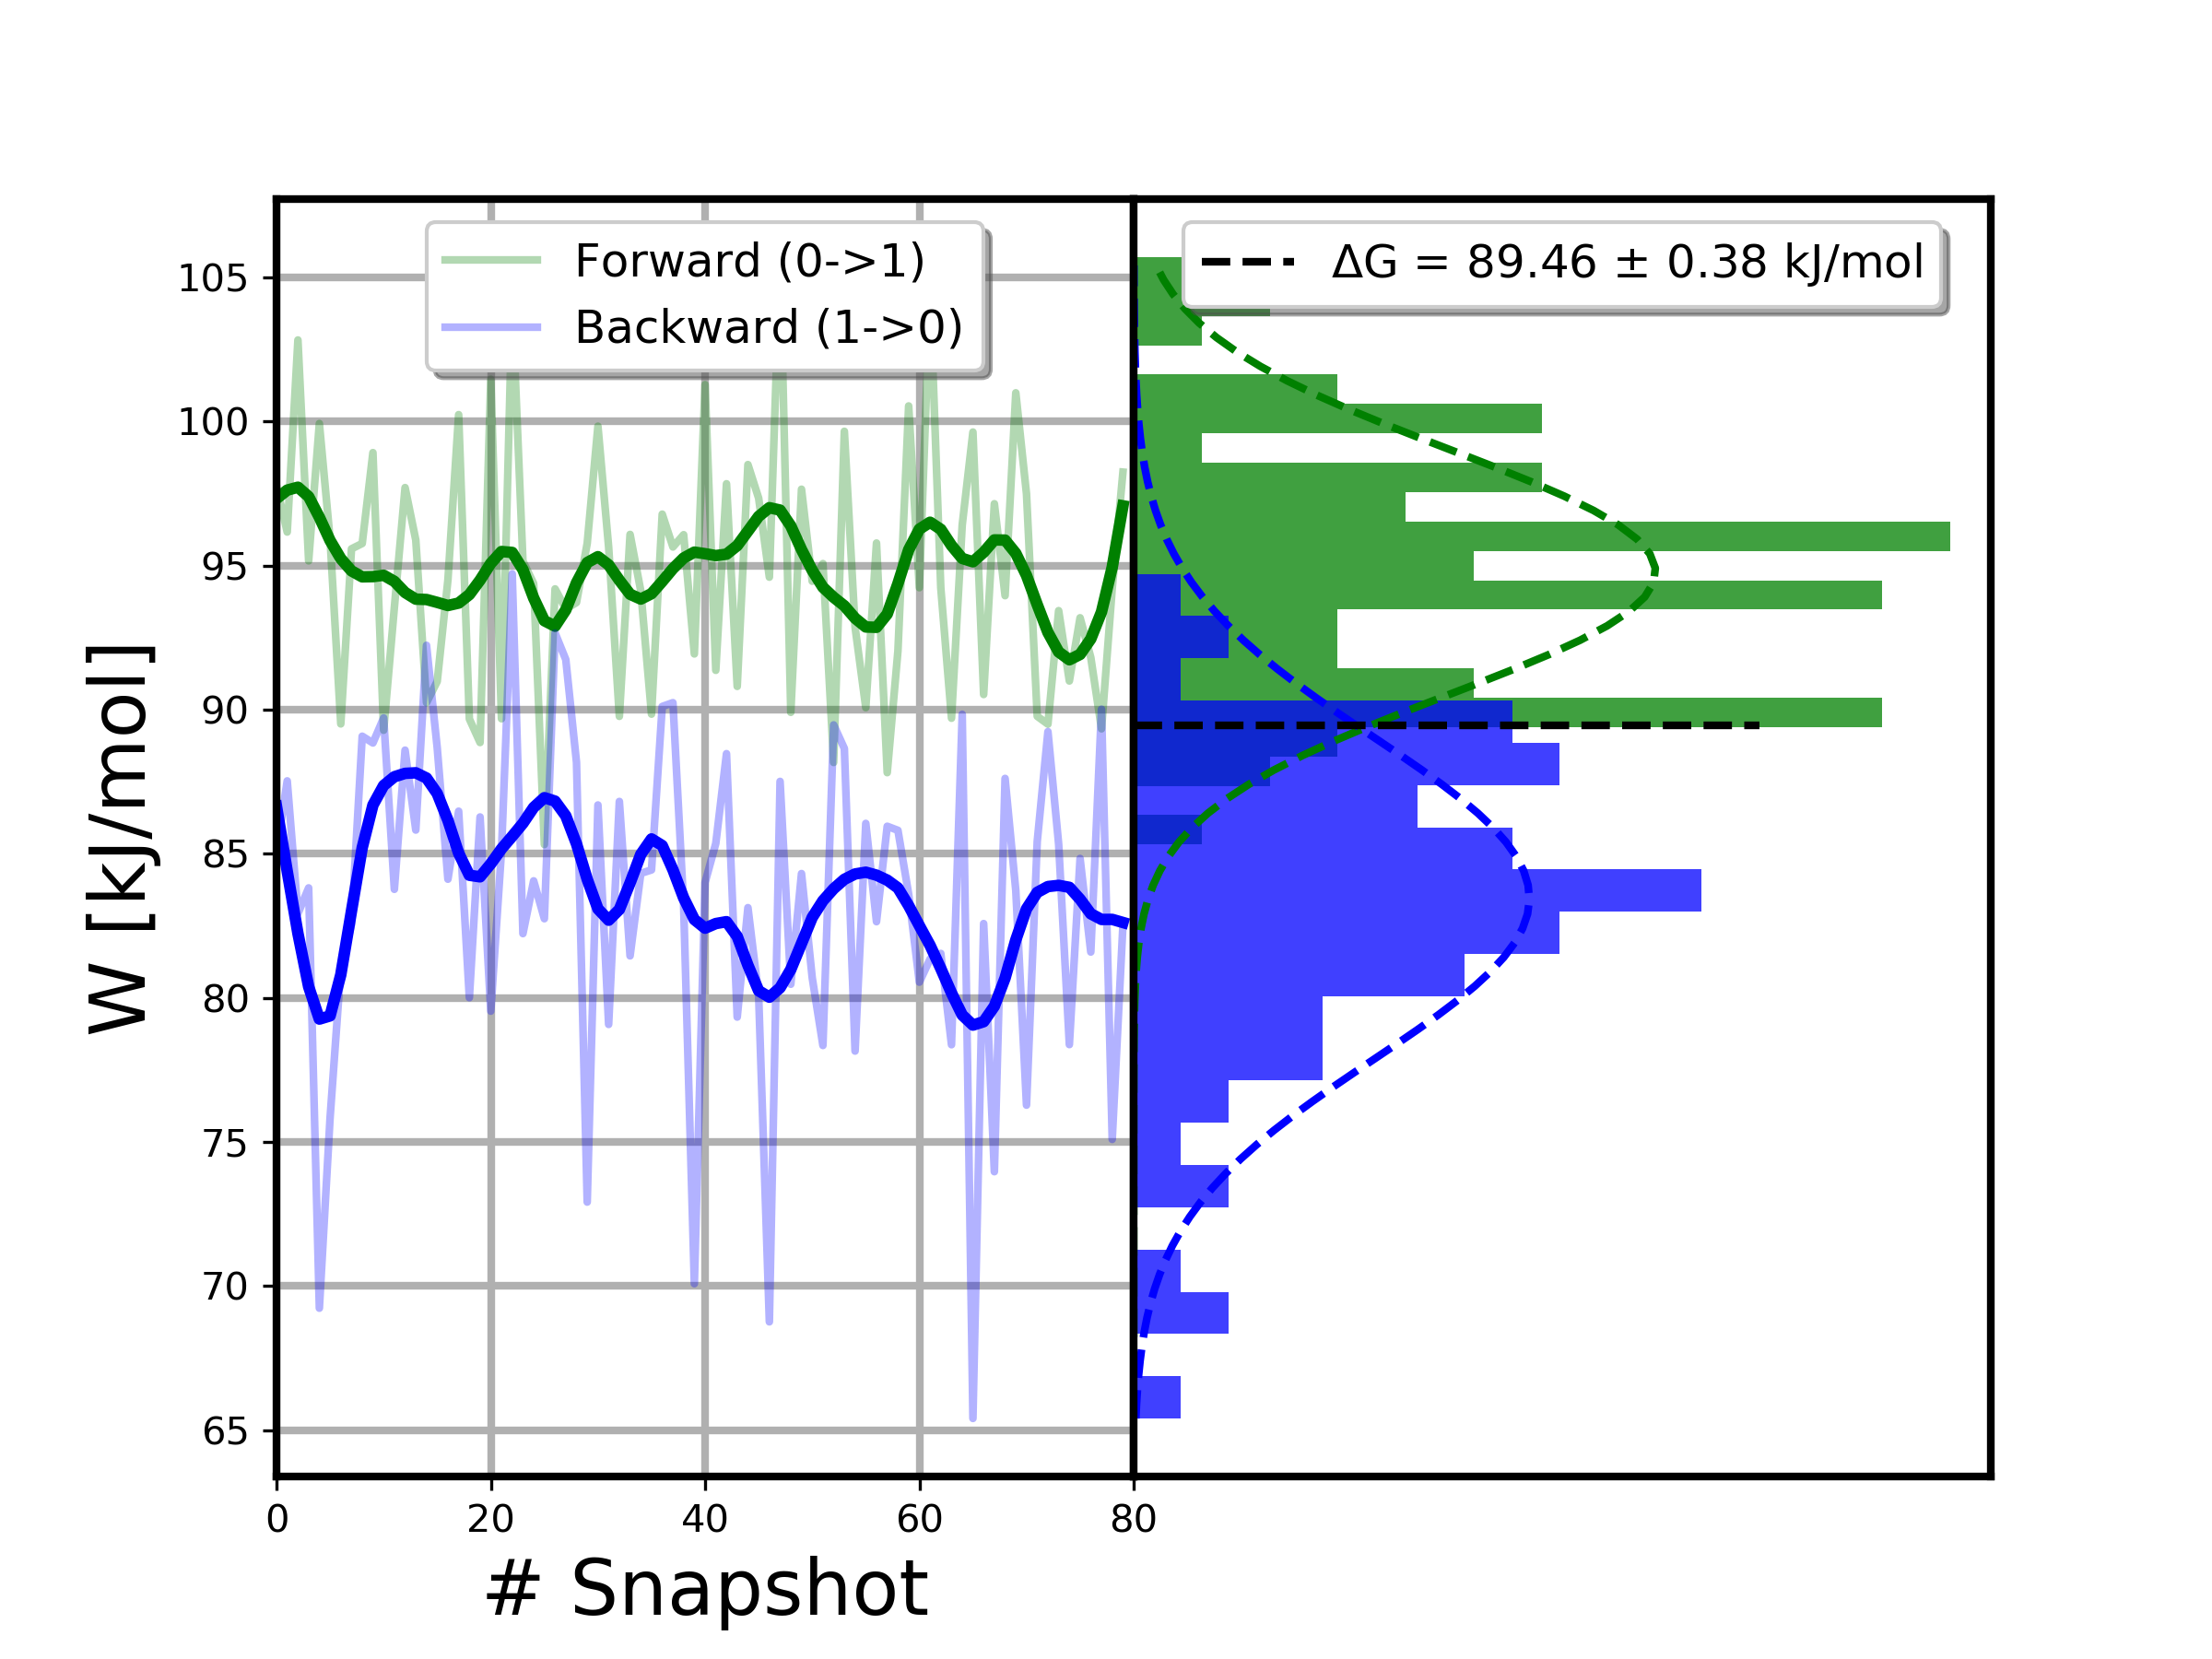 Forward (0->1)
Backward (1->0)
ΔG = 89.46 ± 0.38 kJ/mol
105
100
95
90
85
80
75
70
65
W [kJ/mol]
0
20
40
60
80
# Snapshot